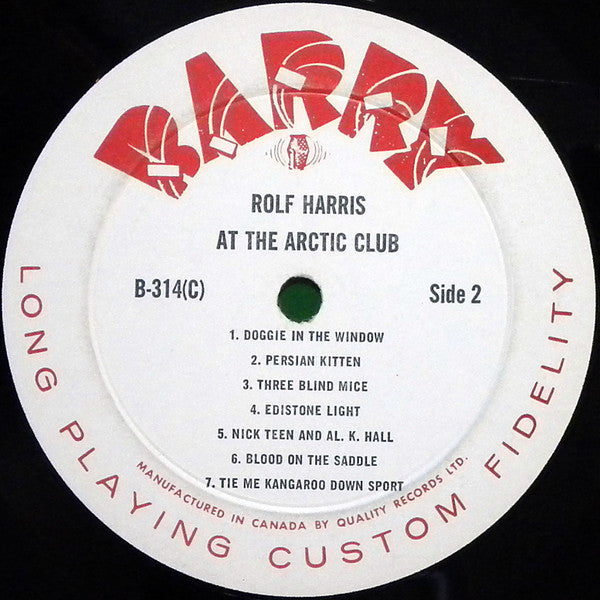 BARRY
ROLF HARRIS
AT THE ARCTIC CLUB
B-314(C)
Side 2
1. DOGGIE IN THE WINDOW
2. PERSIAN KITTEN
3. THREE BLIND MICE
4. EDISTONE LIGHT
5. NICK TEEN AND AL. K. HALL
6. BLOOD ON THE SADDLE
7. TIE ME KANGAROO DOWN SPORT
MANUFACTURED IN CANADA BY QUALITY RECORDS LTD.
LONG PLAYING CUSTOM FIDELITY